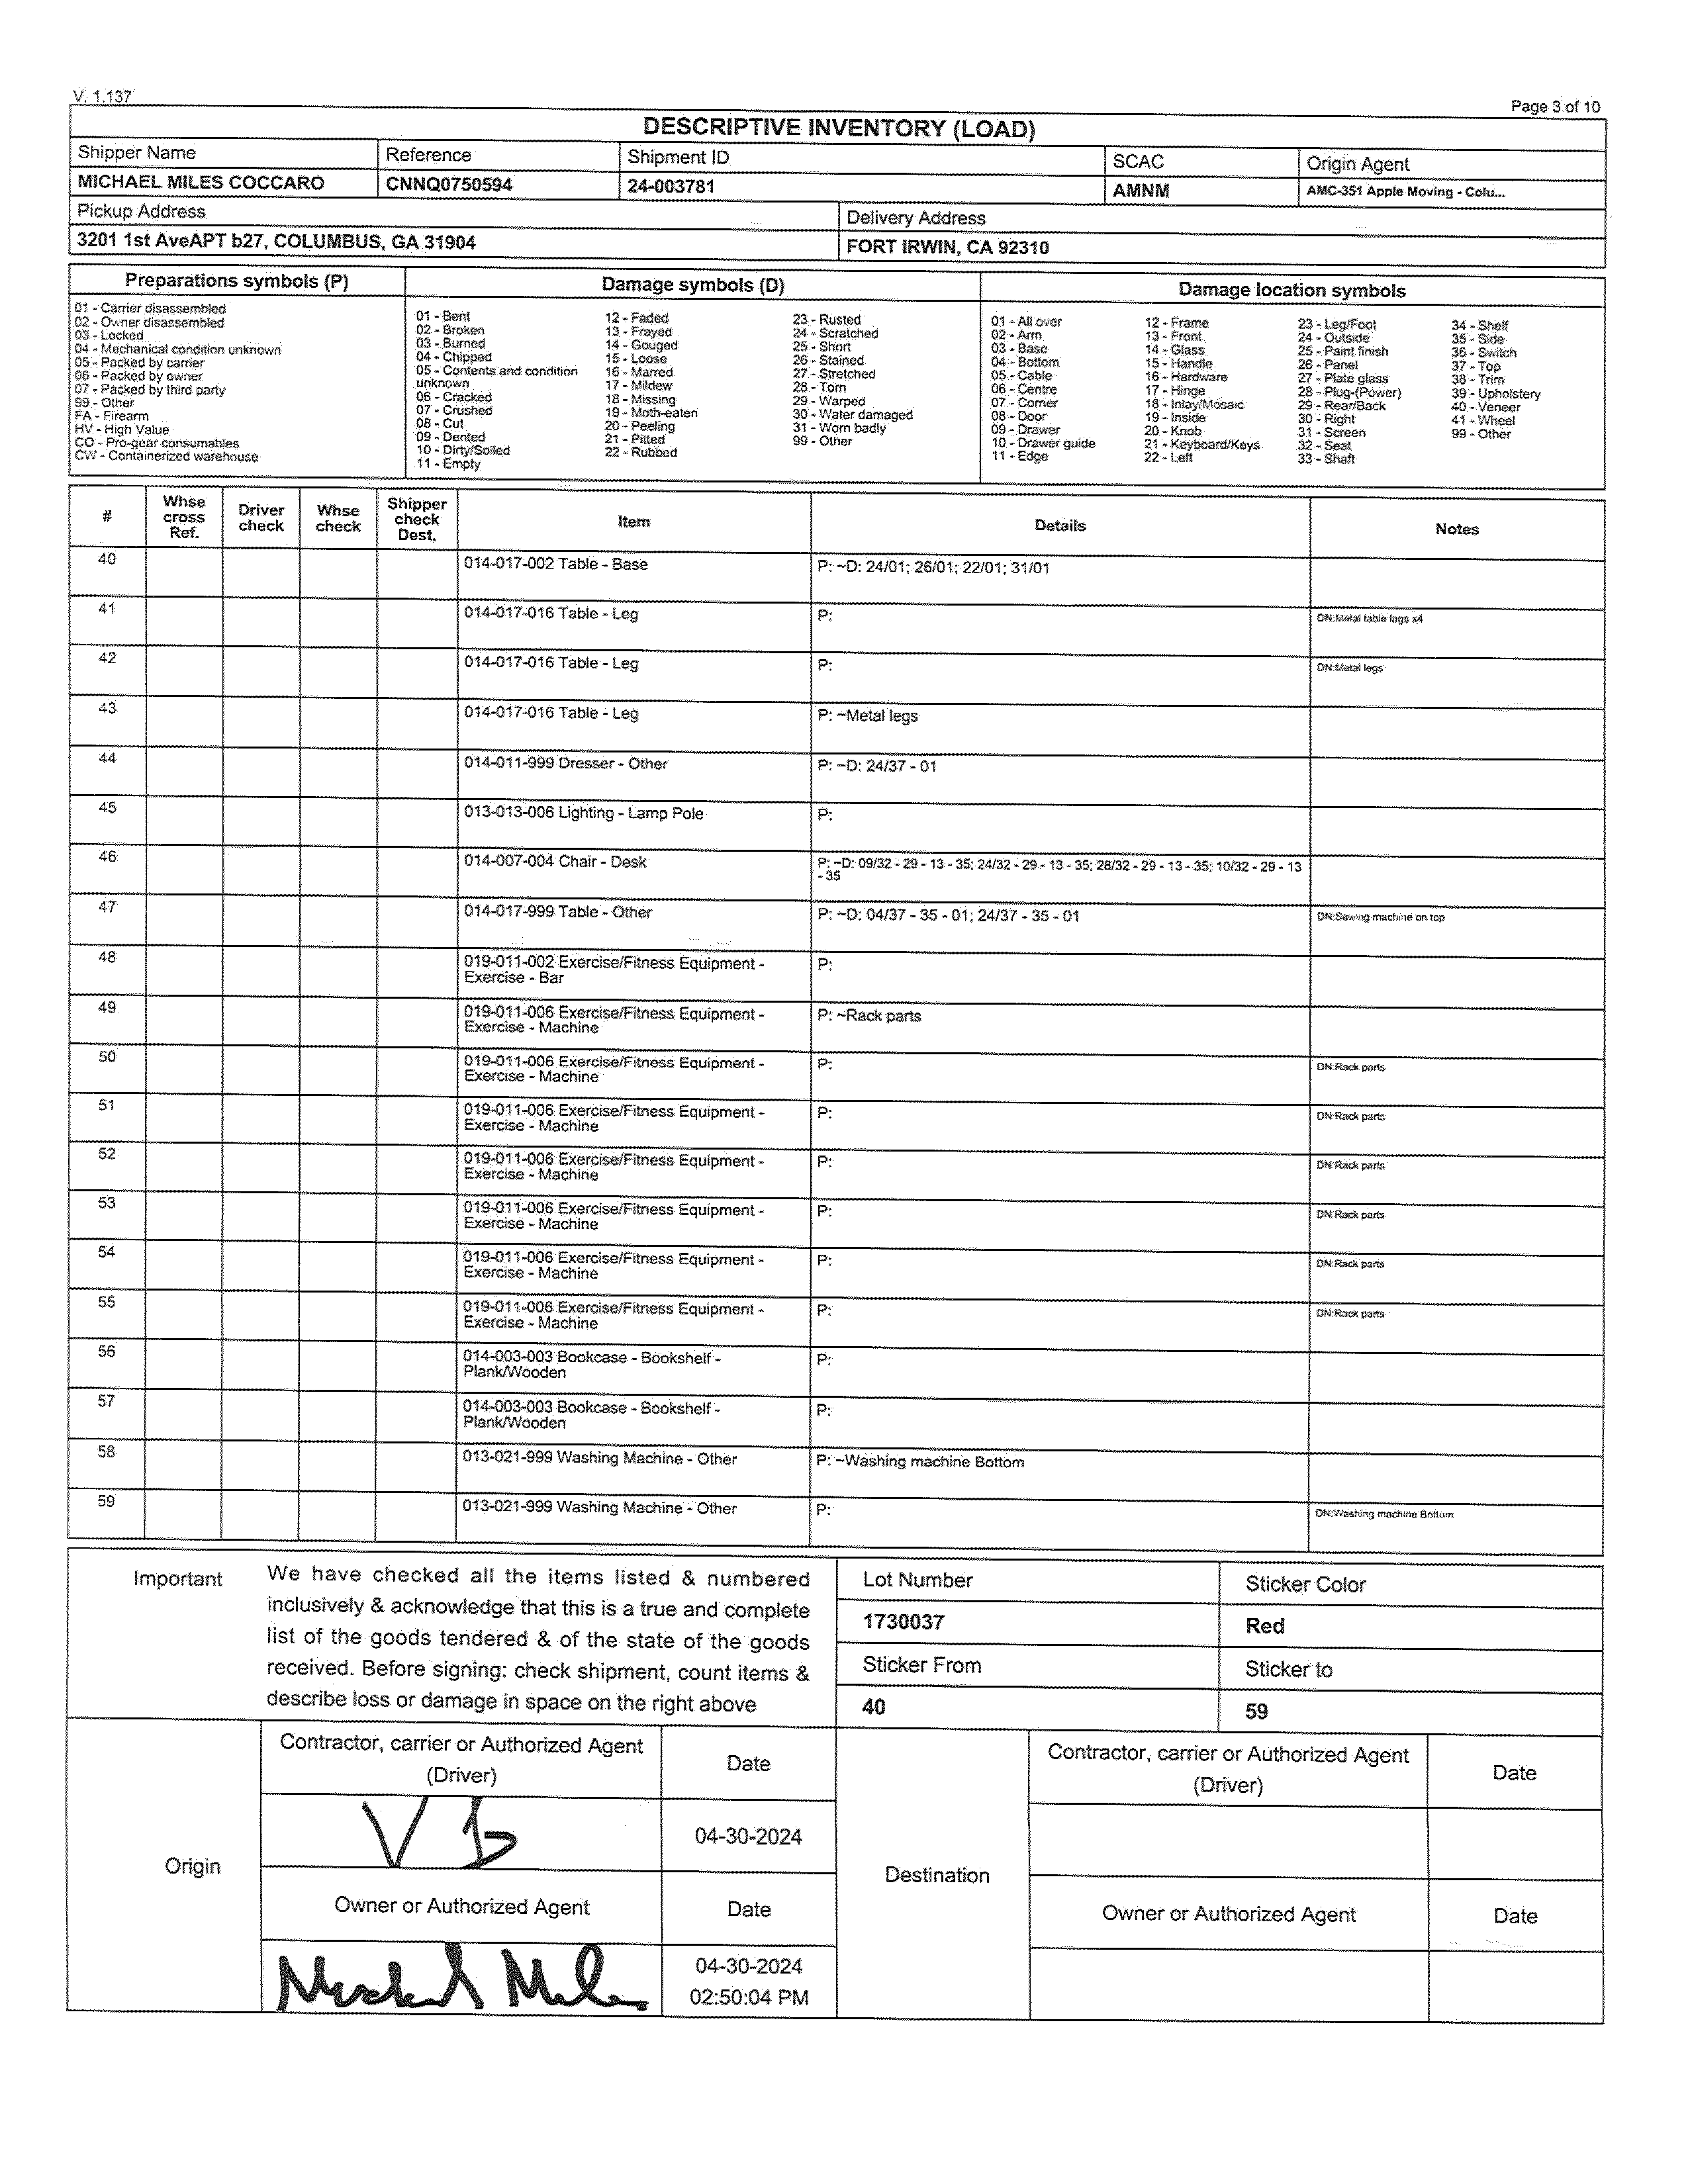 V. 1.137
Page 3 of 10
DESCRIPTIVE INVENTORY (LOAD)
Shipper Name Reference Shipment ID SCAC Origin Agent
MICHAEL MILES COCCARO CNNQ0750594 24-003781 AMNM AMC-351 Apple Moving - Colu...
Pickup Address Delivery Address
3201 1st AveAPT b27, COLUMBUS, GA 31904 FORT IRWIN, CA 92310
Preparations symbols (P)
01 - Carrier disassembled
02 - Owner disassembled
03 - Locked
04 - Mechanical condition unknown
05 - Packed by carrier
06 - Packed by owner
07 - Packed by third party
99 - Other
FA - Firearm
HV - High Value
CO - Pro-gear consumables
CW - Containerized warehouse
Damage symbols (D)
01 - Bent
02 - Broken
03 - Burned
04 - Chipped
05 - Contents and condition
unknown
06 - Cracked
07 - Crushed
08 - Cut
09 - Dented
10 - Dirty/Soiled
11 - Empty
12 - Faded
13 - Frayed
14 - Gouged
15 - Loose
16 - Marred
17 - Mildew
18 - Missing
19 - Moth-eaten
20 - Peeling
21 - Pitted
22 - Rubbed
23 - Rusted
24 - Scratched
25 - Short
26 - Stained
27 - Stretched
28 - Torn
29 - Warped
30 - Water damaged
31 - Worn badly
99 - Other
Damage location symbols
01 - All over
02 - Arm
03 - Base
04 - Bottom
05 - Cable
06 - Centre
07 - Corner
08 - Door
09 - Drawer
10 - Drawer guide
11 - Edge
12 - Frame
13 - Front
14 - Glass
15 - Handle
16 - Hardware
17 - Hinge
18 - Inlay/Mosaic
19 - Inside
20 - Knob
21 - Keyboard/Keys
22 - Left
23 - Leg/Foot
24 - Outside
25 - Paint finish
26 - Panel
27 - Plate glass
28 - Plug-(Power)
29 - Rear/Back
30 - Right
31 - Screen
32 - Seat
33 - Shaft
34 - Shelf
35 - Side
36 - Switch
37 - Top
38 - Trim
39 - Upholstery
40 - Veneer
41 - Wheel
99 - Other
# Whse cross Ref. Driver check Whse check Shipper check Dest. Item Details Notes
40 014-017-002 Table - Base P: ~D: 24/01; 26/01; 22/01; 31/01
41 014-017-016 Table - Leg P: DN:Metal table lags x4
42 014-017-016 Table - Leg P: DN:Metal legs
43 014-017-016 Table - Leg P: ~Metal legs
44 014-011-999 Dresser - Other P: ~D: 24/37 - 01
45 013-013-006 Lighting - Lamp Pole P:
46 014-007-004 Chair - Desk P: ~D: 09/32 - 29 - 13 - 35; 24/32 - 29 - 13 - 35; 28/32 - 29 - 13 - 35; 10/32 - 29 - 13
- 35
47 014-017-999 Table - Other P: ~D: 04/37 - 35 - 01; 24/37 - 35 - 01 DN:Sawing machine on top
48 019-011-002 Exercise/Fitness Equipment - P:
Exercise - Bar
49 019-011-006 Exercise/Fitness Equipment - P: ~Rack parts
Exercise - Machine
50 019-011-006 Exercise/Fitness Equipment - P: DN:Rack parts
Exercise - Machine
51 019-011-006 Exercise/Fitness Equipment - P: DN:Rack parts
Exercise - Machine
52 019-011-006 Exercise/Fitness Equipment - P: DN:Rack parts
Exercise - Machine
53 019-011-006 Exercise/Fitness Equipment - P: DN:Rack parts
Exercise - Machine
54 019-011-006 Exercise/Fitness Equipment - P: DN:Rack parts
Exercise - Machine
55 019-011-006 Exercise/Fitness Equipment - P: DN:Rack parts
Exercise - Machine
56 014-003-003 Bookcase - Bookshelf - P:
Plank/Wooden
57 014-003-003 Bookcase - Bookshelf - P:
Plank/Wooden
58 013-021-999 Washing Machine - Other P: ~Washing machine Bottom
59 013-021-999 Washing Machine - Other P: DN:Washing machine Bottom
Important
We have checked all the items listed & numbered
inclusively & acknowledge that this is a true and complete
list of the goods tendered & of the state of the goods
received. Before signing: check shipment, count items &
describe loss or damage in space on the right above
Lot Number Sticker Color
1730037 Red
Sticker From Sticker to
40 59
Origin
Contractor, carrier or Authorized Agent
(Driver)
Date
04-30-2024
Owner or Authorized Agent Date
04-30-2024
02:50:04 PM
Destination
Contractor, carrier or Authorized Agent
(Driver)
Date
Owner or Authorized Agent Date